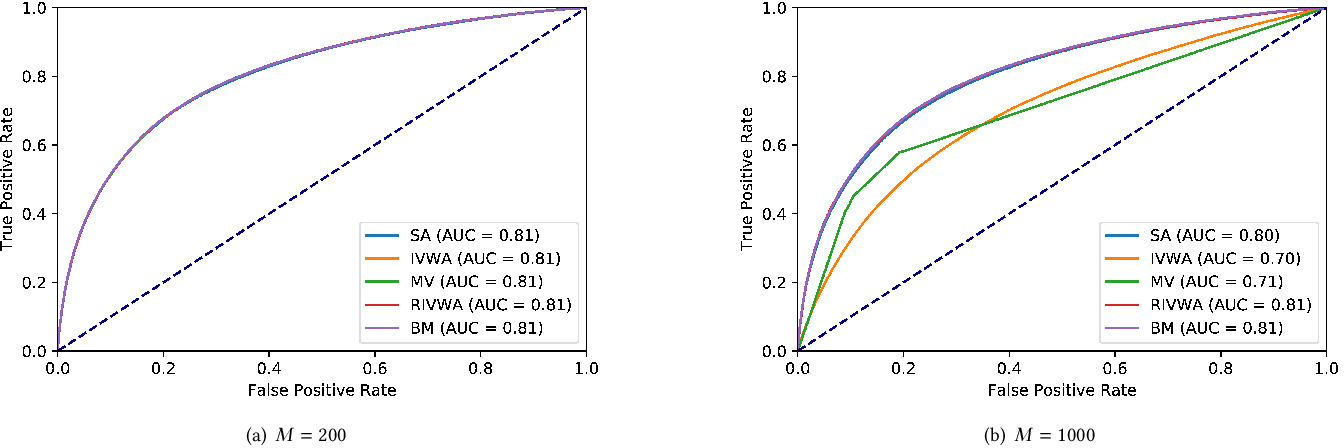 1.0
0.8
0.6
0.4
0.2
0.0
True Positive Rate
0.0 0.2 0.4 0.6 0.8 1.0
False Positive Rate
SA (AUC = 0.81)
IVWA (AUC = 0.81)
MV (AUC = 0.81)
RIVWA (AUC = 0.81)
BM (AUC = 0.81)
(a) M = 200
1.0
0.8
0.6
0.4
0.2
0.0
True Positive Rate
0.0 0.2 0.4 0.6 0.8 1.0
False Positive Rate
SA (AUC = 0.80)
IVWA (AUC = 0.70)
MV (AUC = 0.71)
RIVWA (AUC = 0.81)
BM (AUC = 0.81)
(b) M = 1000